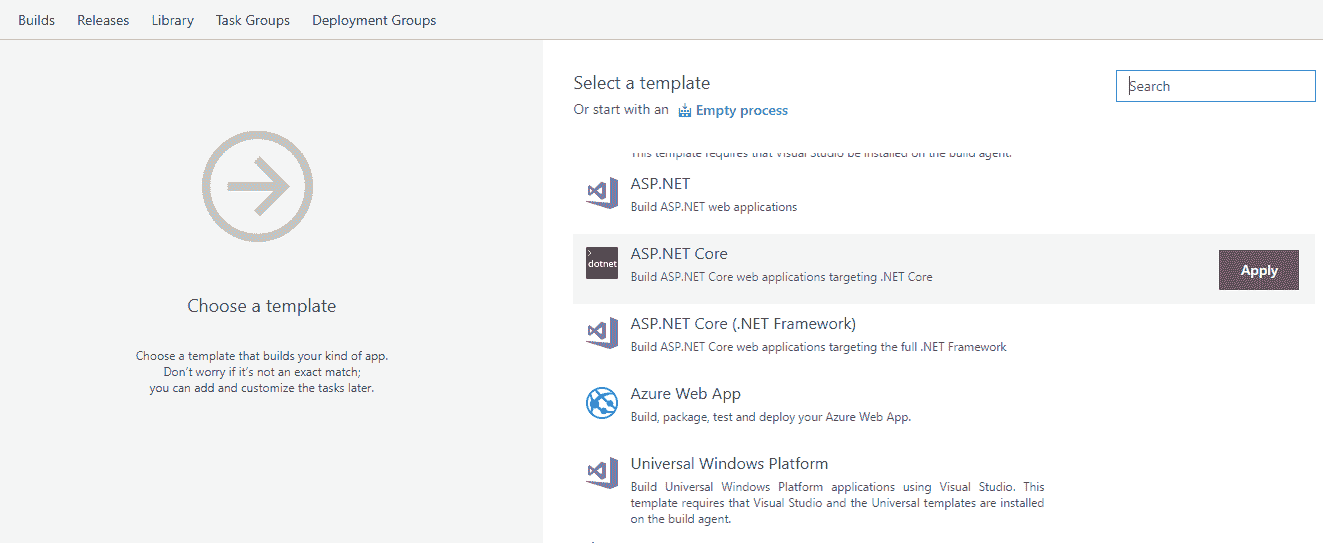 Builds Releases Library Task Groups Deployment Groups
Select a template
Search
Or start with an Empty process
This template requires that Visual Studio be installed on the build agent.
ASP.NET
Build ASP.NET web applications
dotnet
ASP.NET Core
Build ASP.NET Core web applications targeting .NET Core
Apply
Choose a template
ASP.NET Core (.NET Framework)
Build ASP.NET Core web applications targeting the full .NET Framework
Choose a template that builds your kind of app.
Don't worry if it's not an exact match;
you can add and customize the tasks later.
Azure Web App
Build, package, test and deploy your Azure Web App.
Universal Windows Platform
Build Universal Windows Platform applications using Visual Studio. This
template requires that Visual Studio and the Universal templates are installed
on the build agent.